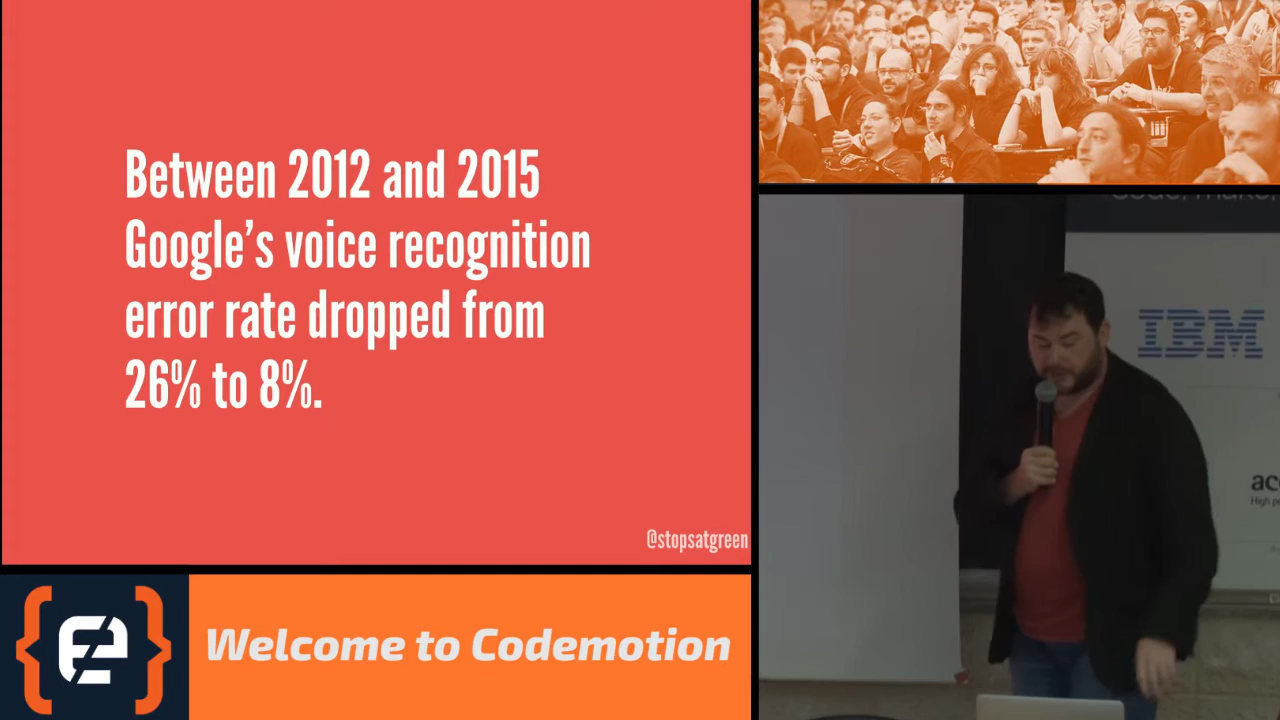 Between 2012 and 2015
Google’s voice recognition
error rate dropped from
26% to 8%.
@stopsatgreen
Welcome to Codemotion
IBM